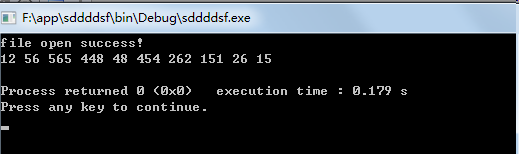 F:\app\sddddsf\bin\Debug\sddddsf.exe
file open success!
12 56 565 448 48 454 262 151 26 15
Process returned 0 (0x0)   execution time : 0.179 s
Press any key to continue.